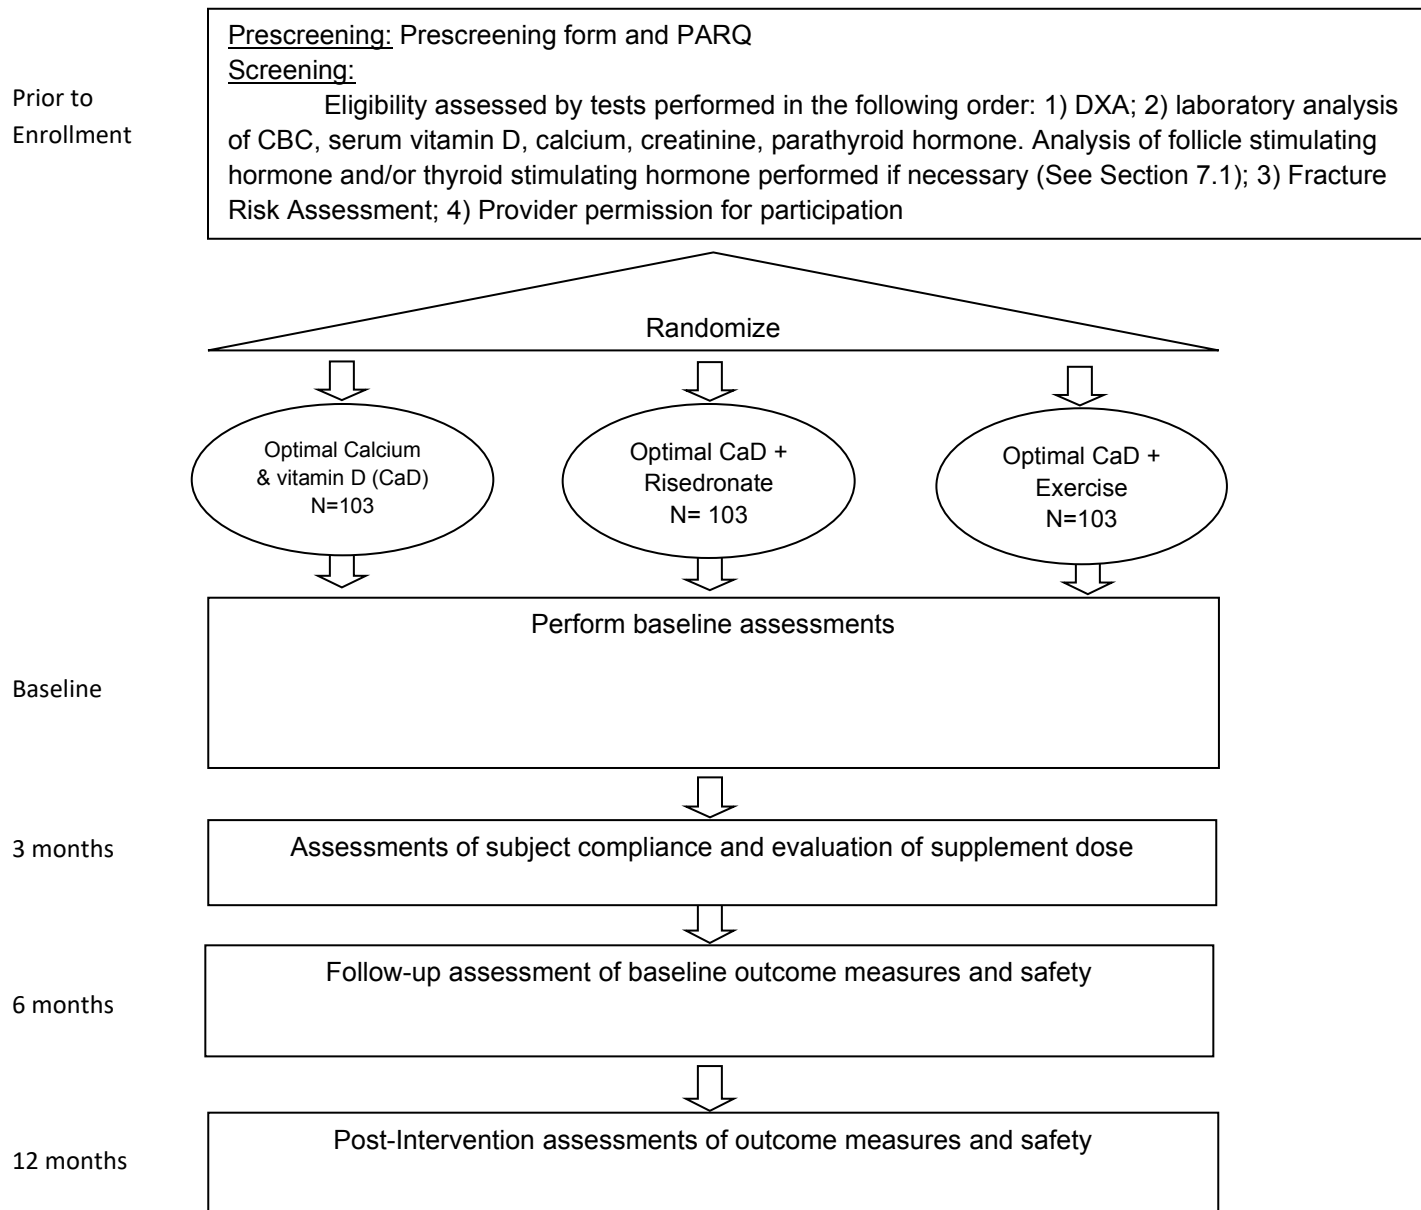 Prescreening: Prescreening form and PARQ
Screening:
Prior to
Enrollment
Eligibility assessed by tests performed in the following order: 1) DXA; 2) laboratory analysis
of CBC, serum vitamin D, calcium, creatinine, parathyroid hormone. Analysis of follicle stimulating
hormone and/or thyroid stimulating hormone performed if necessary (See Section 7.1); 3) Fracture
Risk Assessment; 4) Provider permission for participation
Randomize
Optimal Calcium
& vitamin D (CaD)
N=103
Optimal CaD +
Risedronate
N= 103
Optimal CaD +
Exercise
N=103
Perform baseline assessments
Baseline
3 months
Assessments of subject compliance and evaluation of supplement dose
Follow-up assessment of baseline outcome measures and safety
6 months
Post-Intervention assessments of outcome measures and safety
12 months